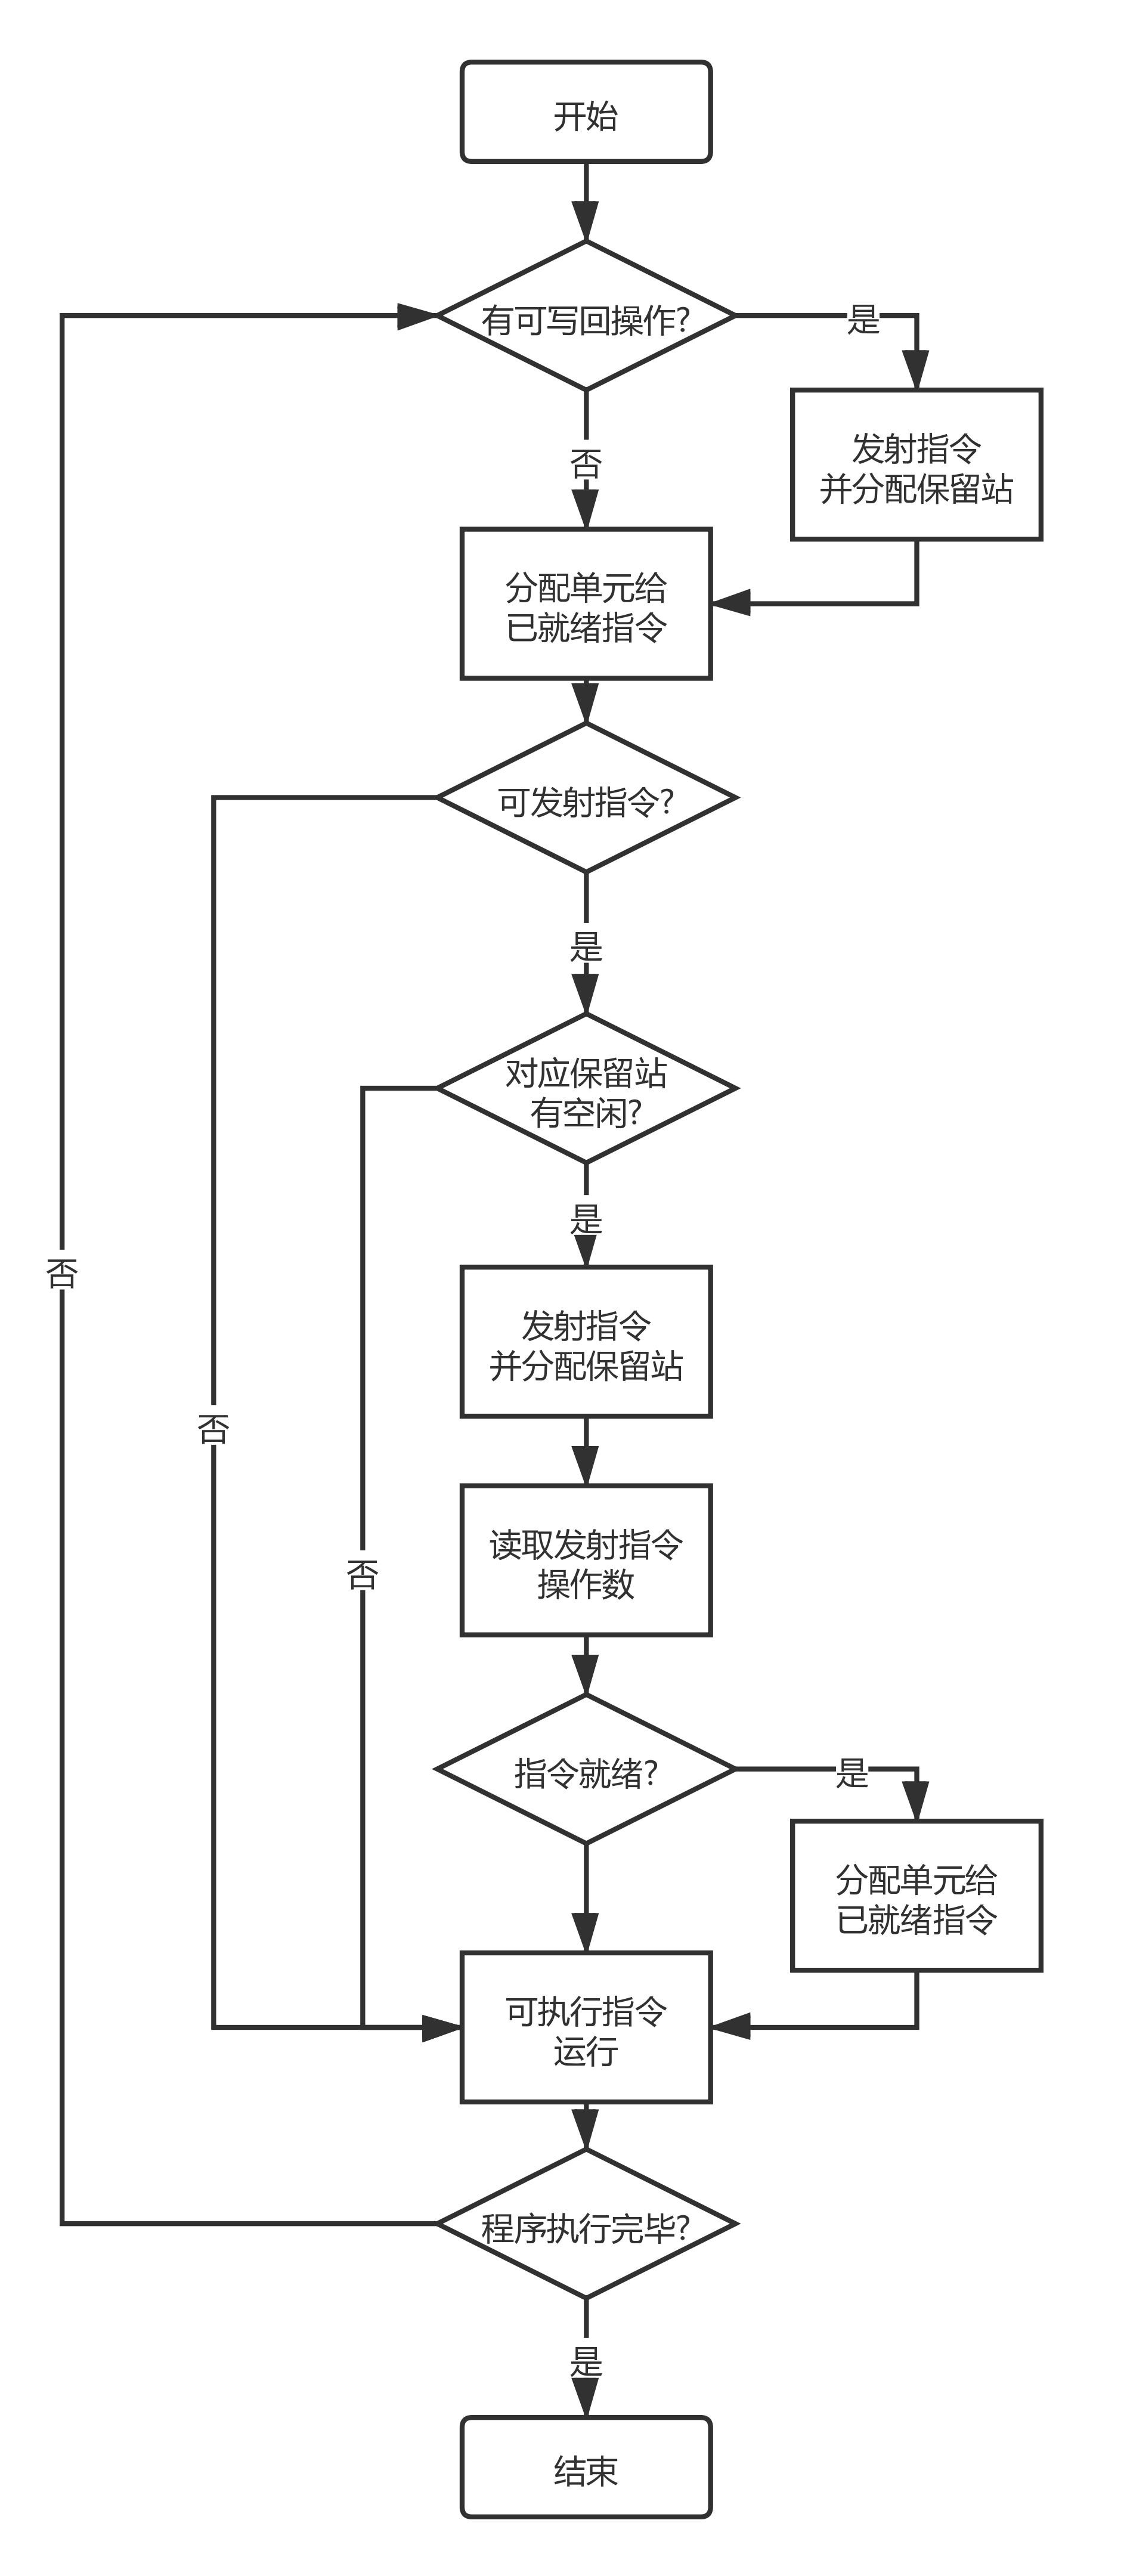 开始
有可写回操作?
是
发射指令
并分配保留站
否
分配单元给
已就绪指令
可发射指令?
是
对应保留站
有空闲?
是
否
发射指令
并分配保留站
否
读取发射指令
操作数
否
指令就绪?
是
分配单元给
已就绪指令
可执行指令
运行
程序执行完毕?
是
结束